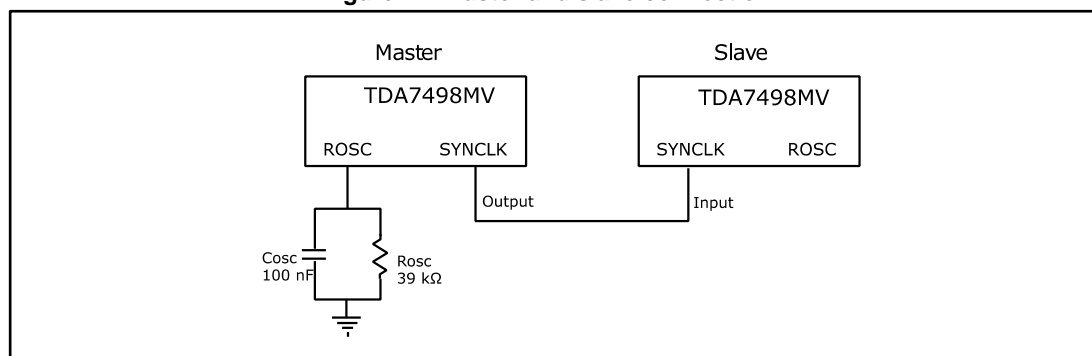 Master
Slave
TDA7498MV
TDA7498MV
ROSC
SYNCLK
SYNCLK
ROSC
Output
Input
Cosc
100 nF
Rosc
39 kΩ